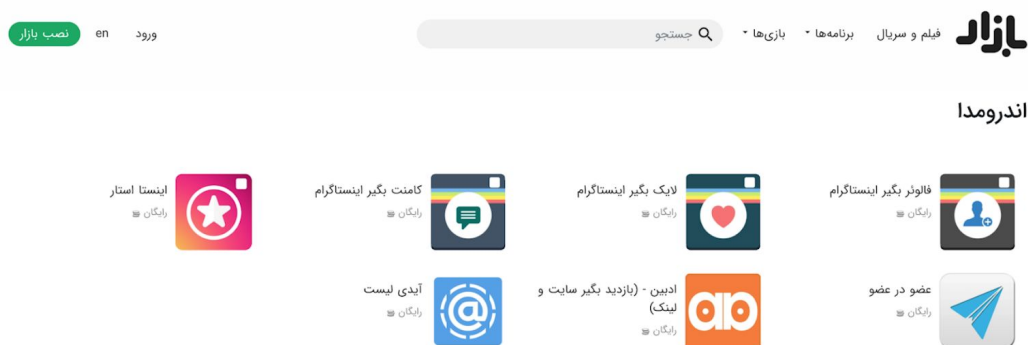 بازار
فیلم و سریال
برنامه‌ها
بازی‌ها
جستجو
ورود
en
نصب بازار
اندرومدا
فالوئر بگیر اینستاگرام
رایگان
لایک بگیر اینستاگرام
رایگان
کامنت بگیر اینستاگرام
رایگان
اینستا استار
رایگان
عضو در عضو
رایگان
ادبین - (بازدید بگیر سایت و
لینک)
رایگان
آیدی لیست
رایگان